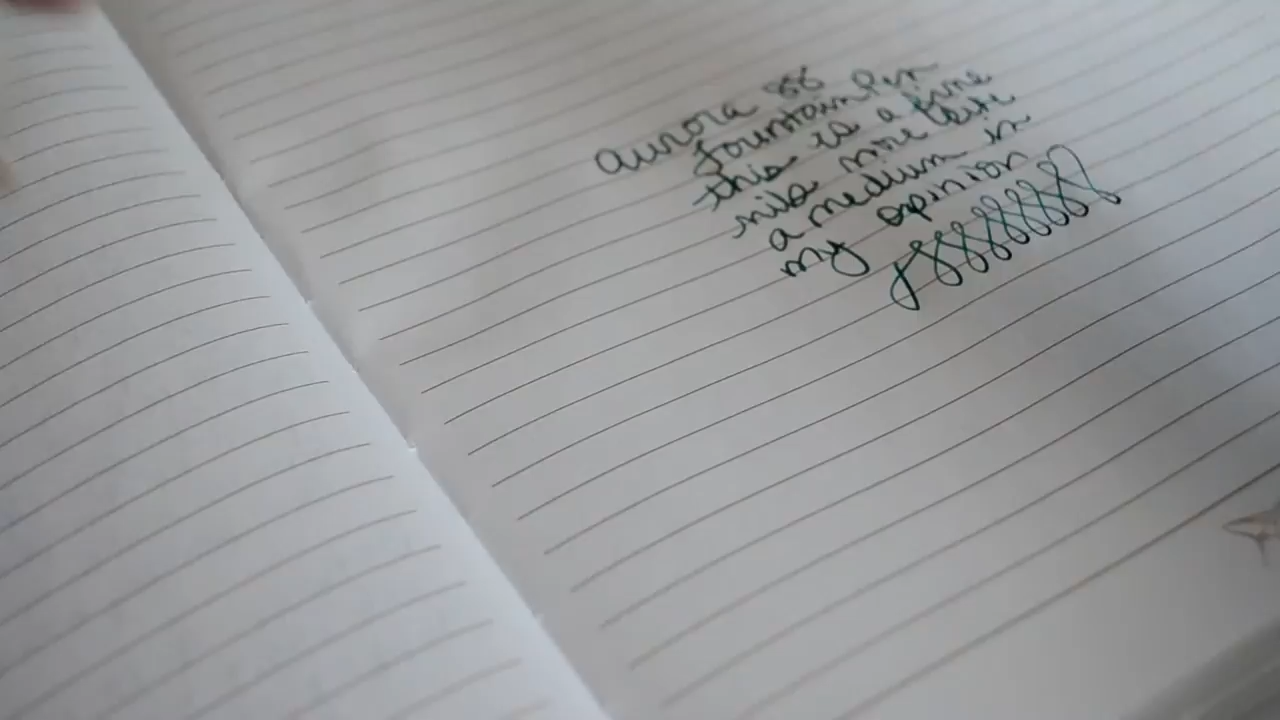 aurora 88
fountain Pen
this is a fine
nib more like
a medium in
my opinion